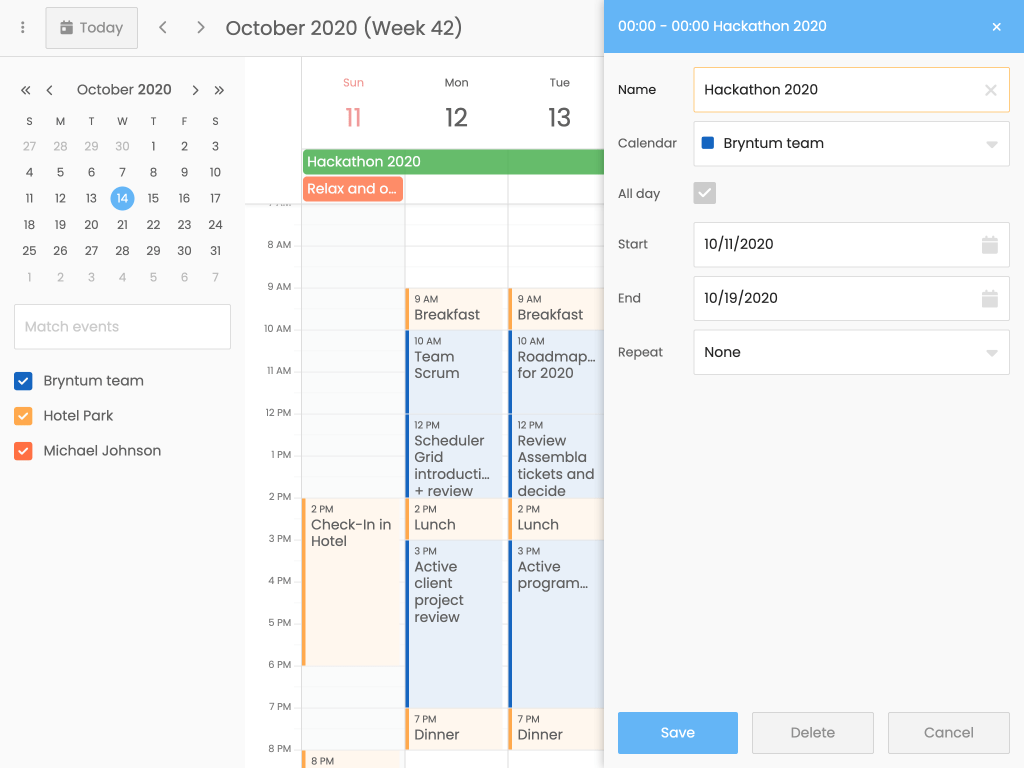 Today
October 2020 (Week 42)
October 2020
S M T W T F S
27 28 29 30 1 2 3
4 5 6 7 8 9 10
11 12 13 14 15 16 17
18 19 20 21 22 23 24
25 26 27 28 29 30 31
1 2 3 4 5 6 7
Match events
Bryntum team
Hotel Park
Michael Johnson
Sun Mon Tue
11 12 13
Hackathon 2020
Relax and o...
8 AM
9 AM
10 AM
11 AM
12 PM
1 PM
2 PM
3 PM
4 PM
5 PM
6 PM
7 PM
8 PM
2 PM
Check-In in
Hotel
8 PM
9 AM
Breakfast
10 AM
Team
Scrum
12 PM
Scheduler
Grid
introducti...
+ review
2 PM
Lunch
3 PM
Active
client
project
review
7 PM
Dinner
9 AM
Breakfast
10 AM
Roadmap...
for 2020
12 PM
Review
Assembla
tickets and
decide
2 PM
Lunch
3 PM
Active
program...
7 PM
Dinner
00:00 - 00:00 Hackathon 2020
Name Hackathon 2020
Calendar Bryntum team
All day
Start 10/11/2020
End 10/19/2020
Repeat None
Save Delete Cancel